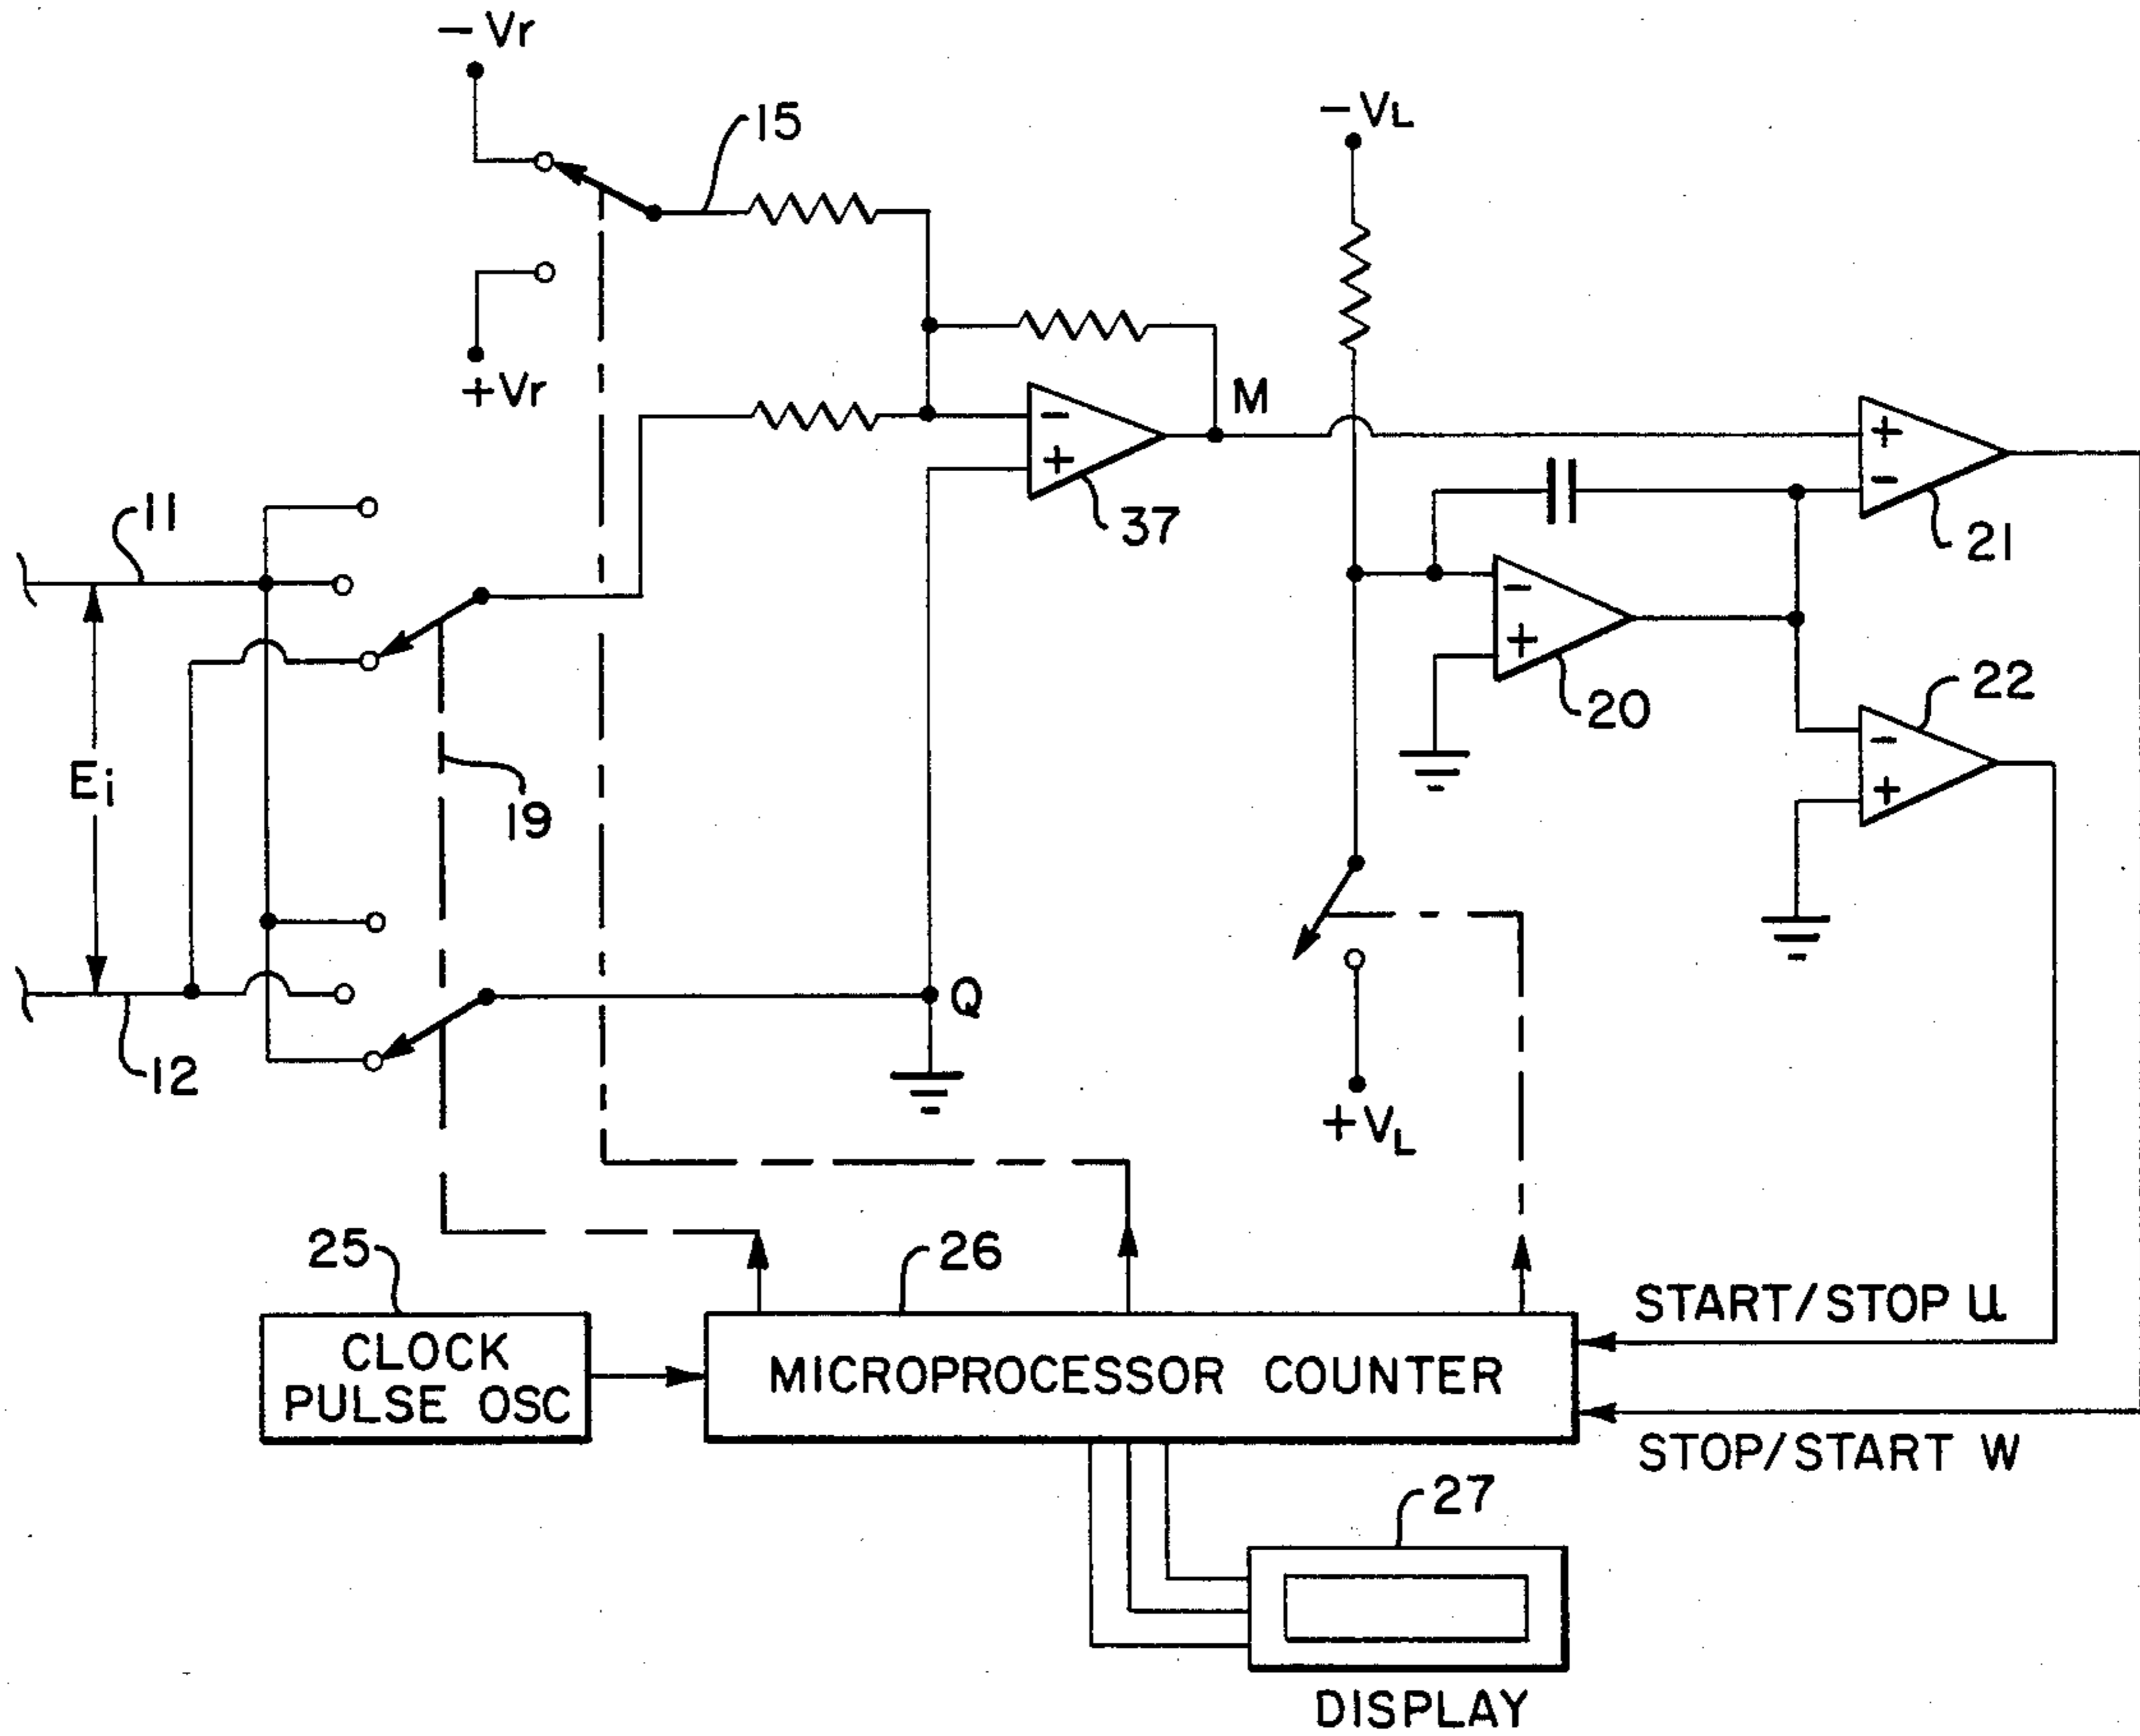 − Vr
15
− VL
+Vr
M
− +
37
+ −
21
11
− +
20
22
− +
Ei
19
Q
12
+VL
25
26
START/STOP U
CLOCK
PULSE OSC
MICROPROCESSOR COUNTER
STOP/START W
27
DISPLAY